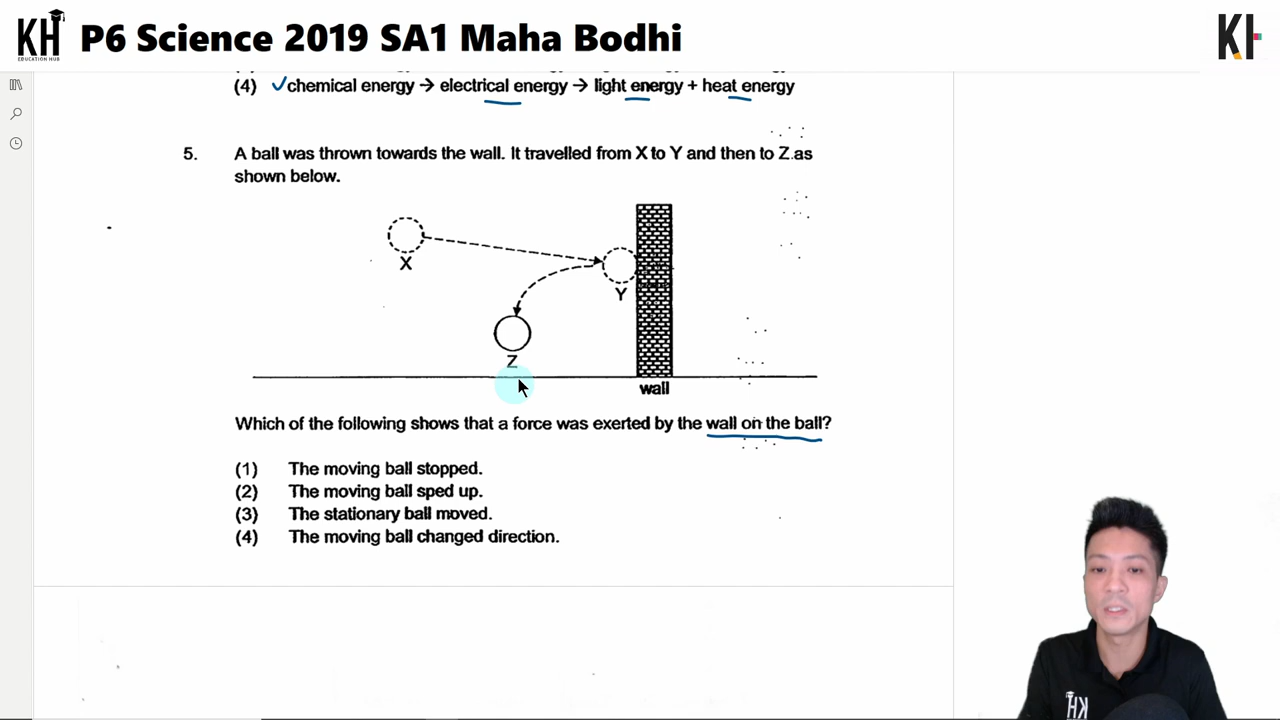 KH P6 Science 2019 SA1 Maha Bodhi
EDUCATION HUB
(4) ✓chemical energy → electrical energy → light energy + heat energy
5. A ball was thrown towards the wall. It travelled from X to Y and then to Z as
shown below.
X
Y
Z
wall
Which of the following shows that a force was exerted by the wall on the ball?
(1) The moving ball stopped.
(2) The moving ball sped up.
(3) The stationary ball moved.
(4) The moving ball changed direction.
KH